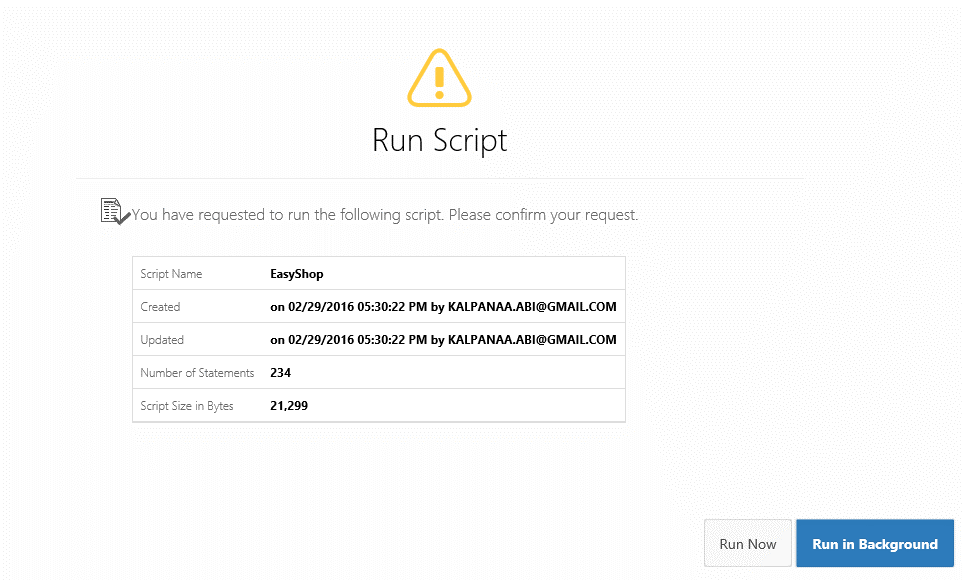 Run Script
You have requested to run the following script. Please confirm your request.
Script Name EasyShop
Created on 02/29/2016 05:30:22 PM by KALPANAA.ABI@GMAIL.COM
Updated on 02/29/2016 05:30:22 PM by KALPANAA.ABI@GMAIL.COM
Number of Statements 234
Script Size in Bytes 21,299
Run Now Run in Background